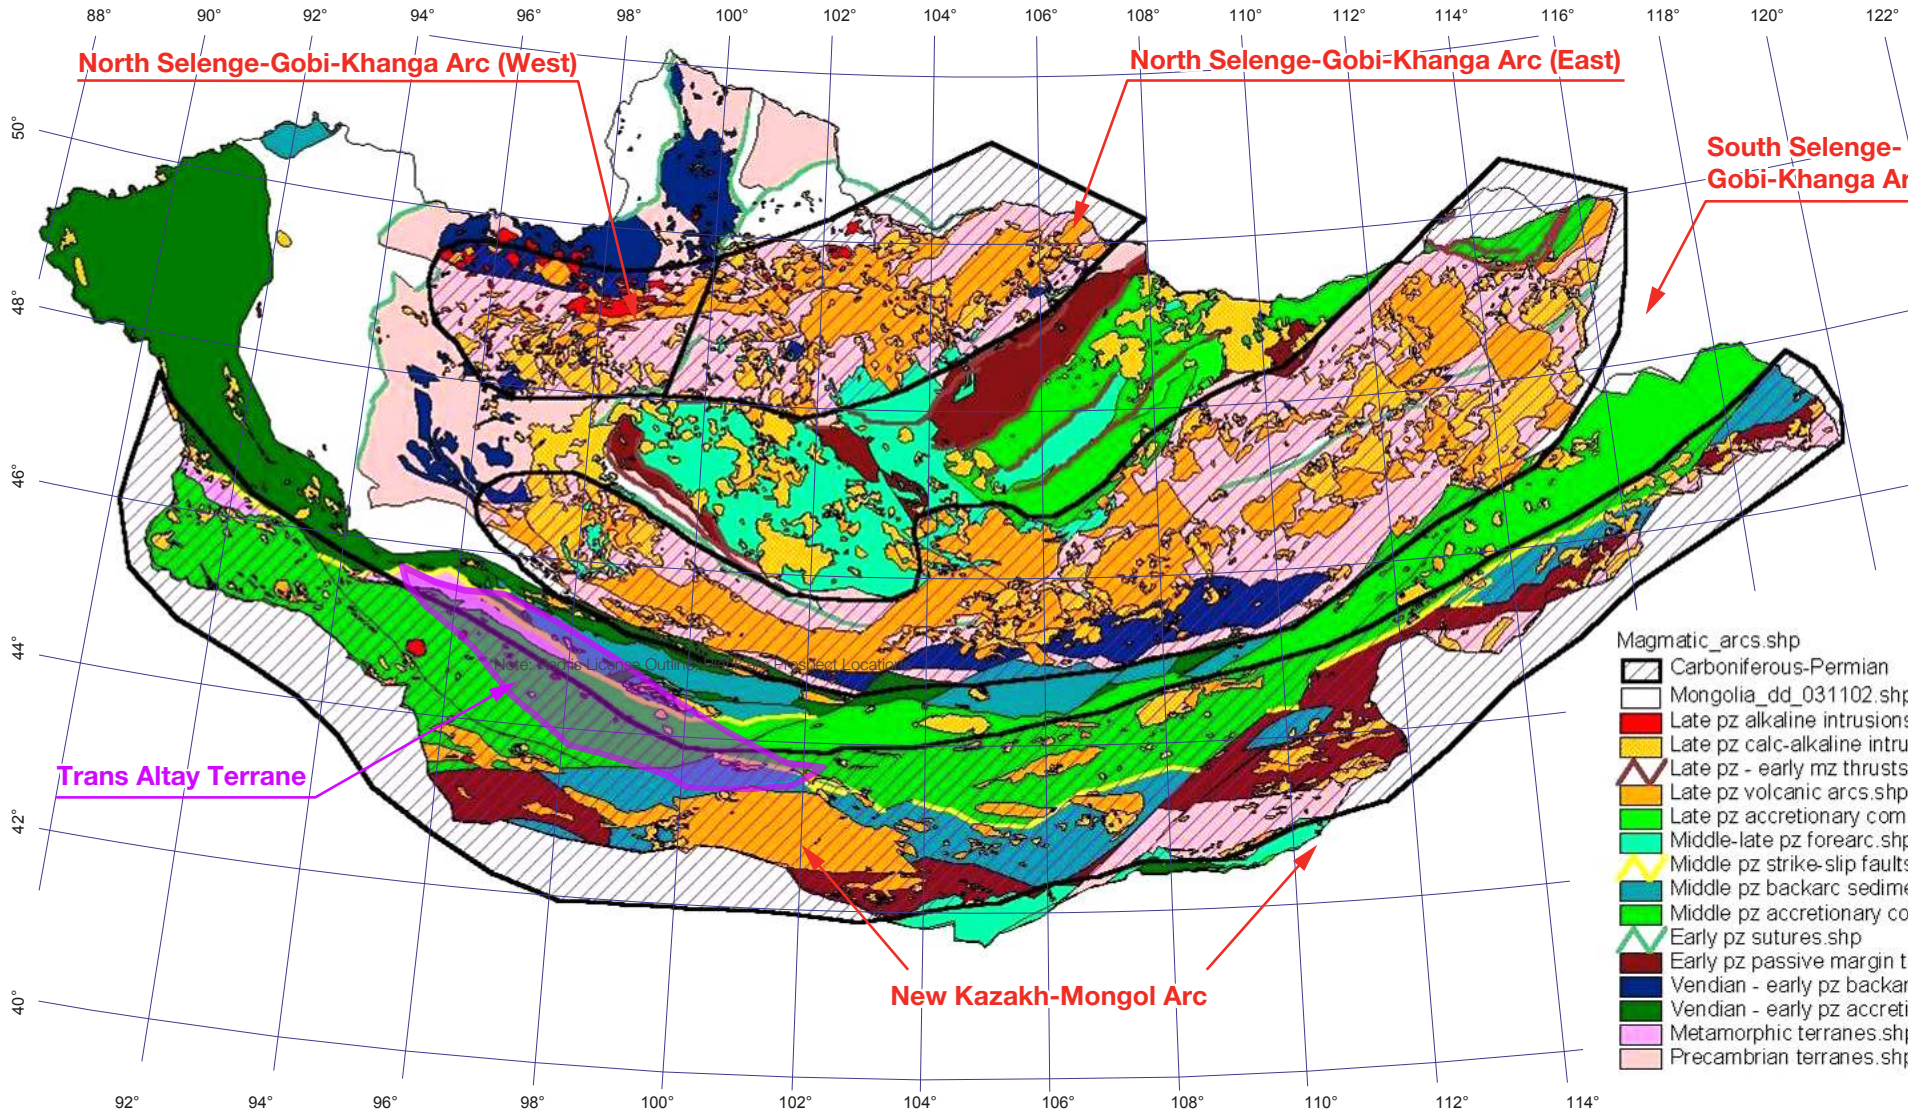 88° 90° 92° 94° 96° 98° 100° 102° 104° 106° 108° 110° 112° 114° 116° 118° 120° 122°
North Selenge-Gobi-Khanga Arc (West)
North Selenge-Gobi-Khanga Arc (East)
South Selenge-
Gobi-Khanga Ar
50°
48°
46°
44°
42°
40°
Note: License Outline, Prospect Location
Trans Altay Terrane
New Kazakh-Mongol Arc
Magmatic_arcs.shp
Carboniferous-Permian
Mongolia_dd_031102.shp
Late pz alkaline intrusions
Late pz calc-alkaline intru
Late pz - early mz thrusts
Late pz volcanic arcs.shp
Late pz accretionary com
Middle-late pz forearc.shp
Middle pz strike-slip faults
Middle pz backarc sedime
Middle pz accretionary co
Early pz sutures.shp
Early pz passive margin t
Vendian - early pz backar
Vendian - early pz accreti
Metamorphic terranes.shp
Precambrian terranes.shp
92° 94° 96° 98° 100° 102° 104° 106° 108° 110° 112° 114°